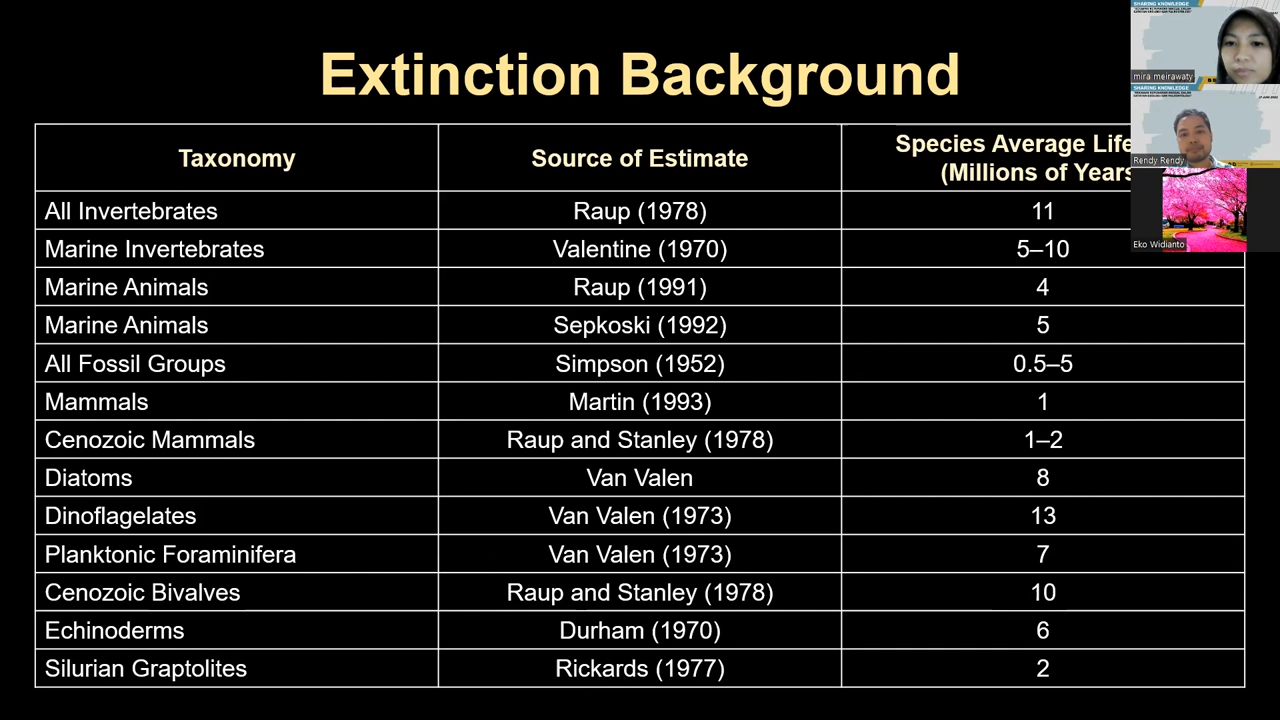 Extinction Background
Taxonomy Source of Estimate Species Average Life
(Millions of Years
All Invertebrates Raup (1978) 11
Marine Invertebrates Valentine (1970) 5–10
Marine Animals Raup (1991) 4
Marine Animals Sepkoski (1992) 5
All Fossil Groups Simpson (1952) 0.5–5
Mammals Martin (1993) 1
Cenozoic Mammals Raup and Stanley (1978) 1–2
Diatoms Van Valen 8
Dinoflagelates Van Valen (1973) 13
Planktonic Foraminifera Van Valen (1973) 7
Cenozoic Bivalves Raup and Stanley (1978) 10
Echinoderms Durham (1970) 6
Silurian Graptolites Rickards (1977) 2
SHARING KNOWLEDGE
mira meirawaty
SHARING KNOWLEDGE
Rendy Rendy
Eko Widianto